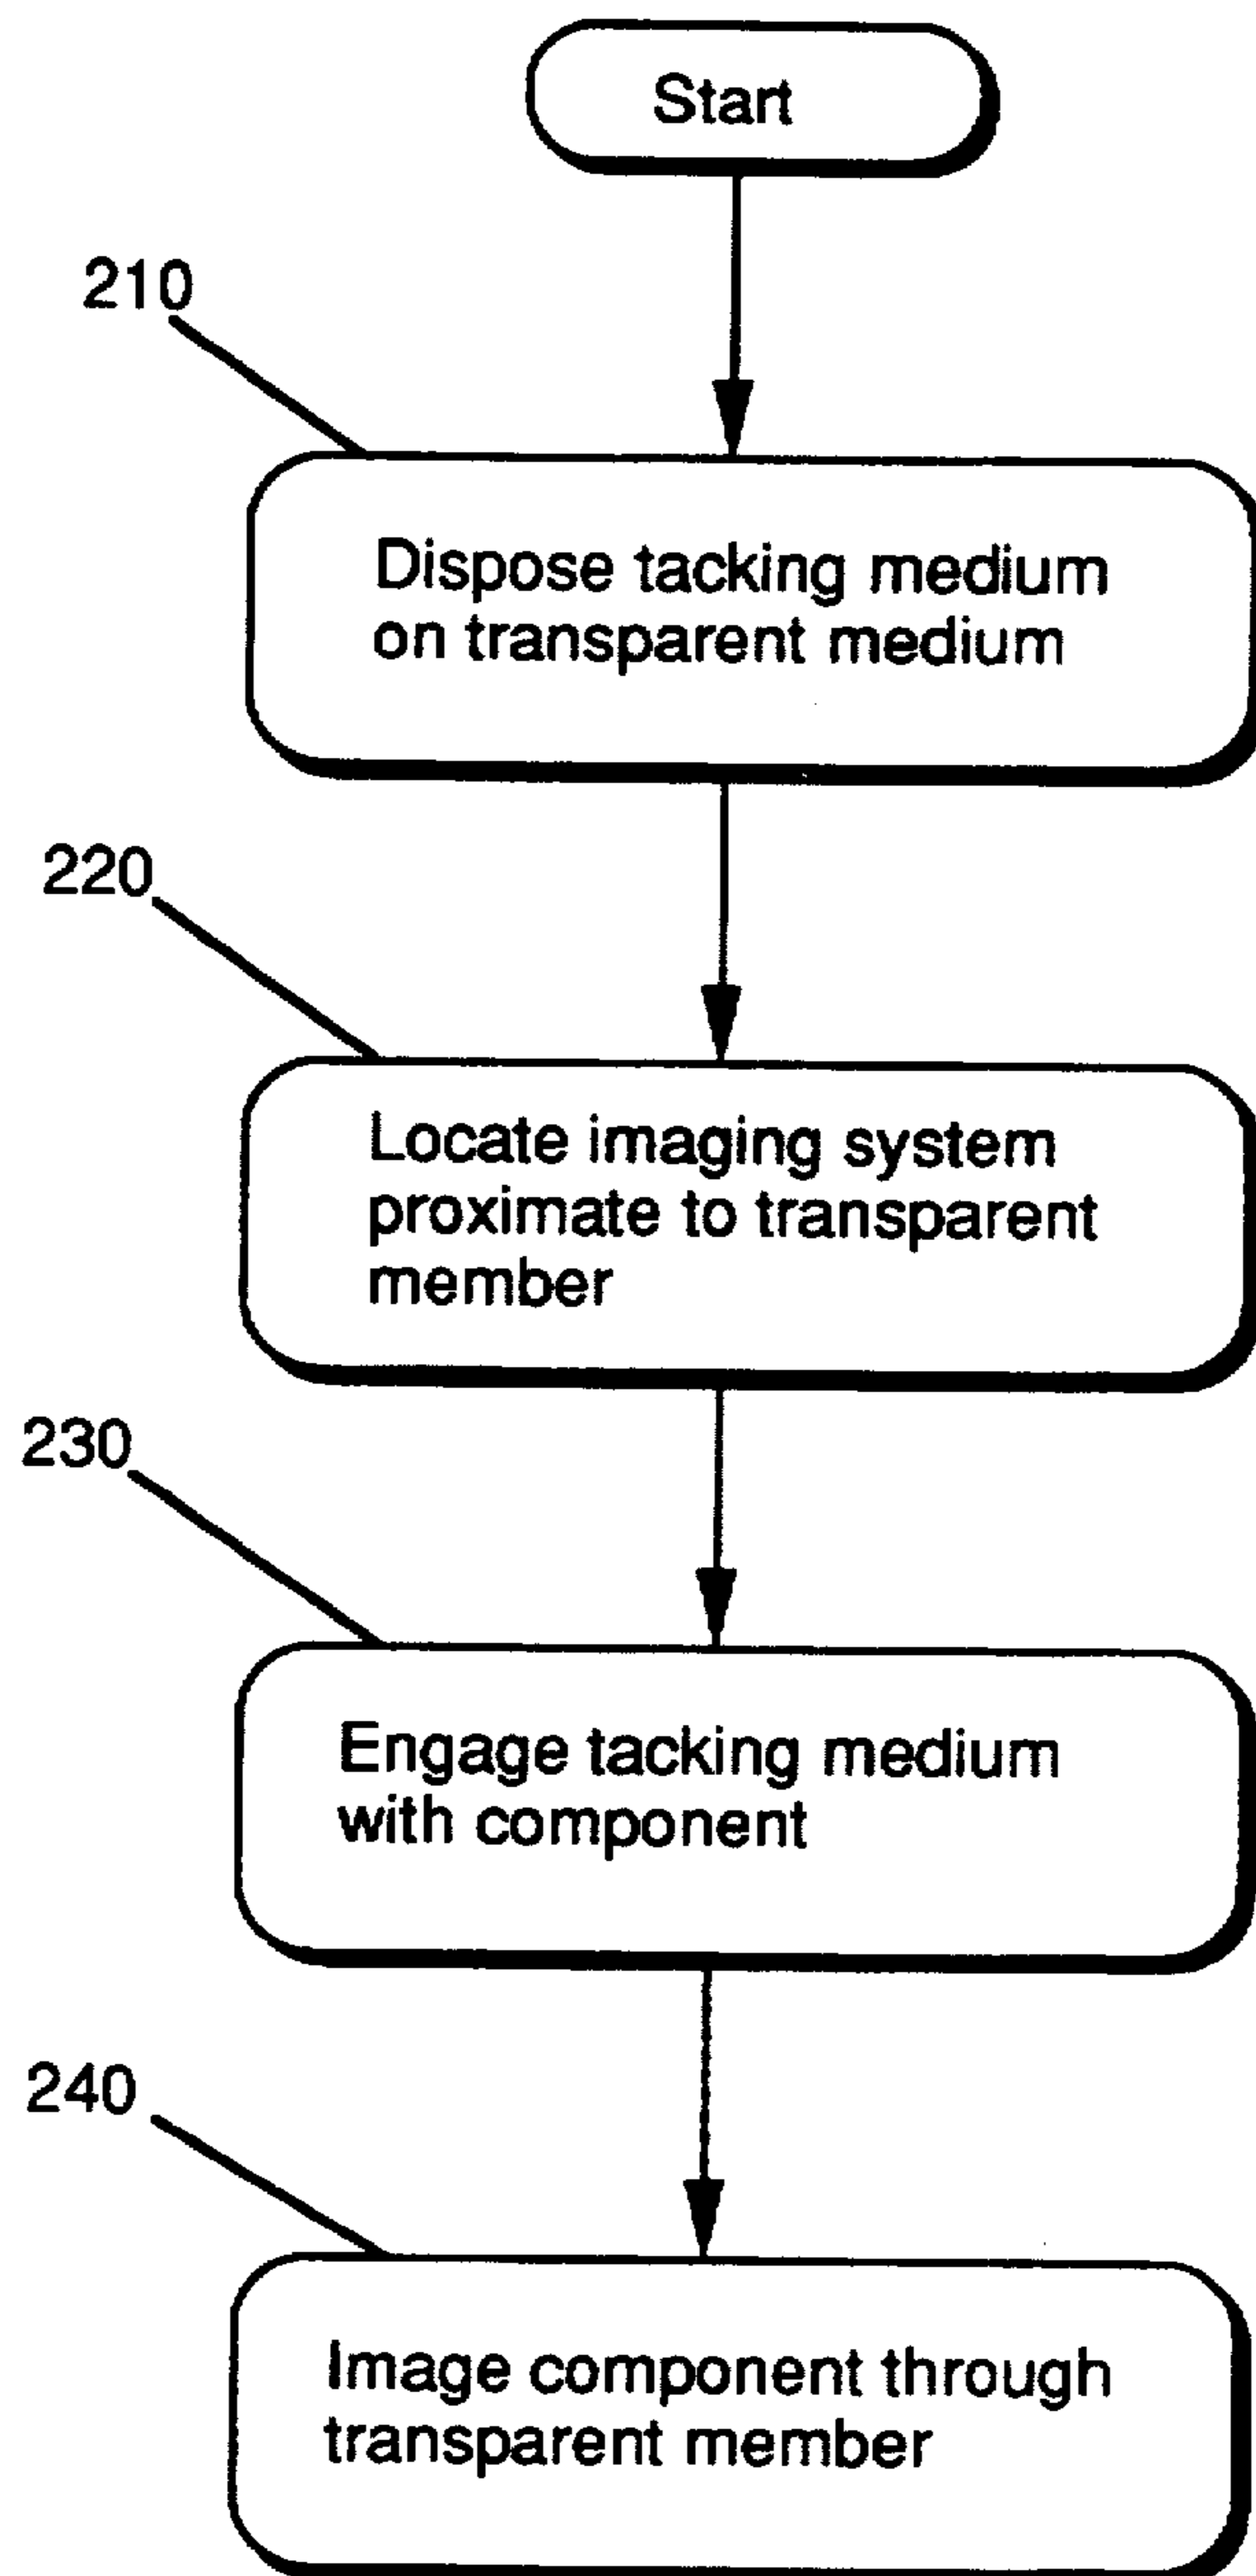 Start
210
Dispose tacking medium
on transparent medium
220
Locate imaging system
proximate to transparent
member
230
Engage tacking medium
with component
240
Image component through
transparent member